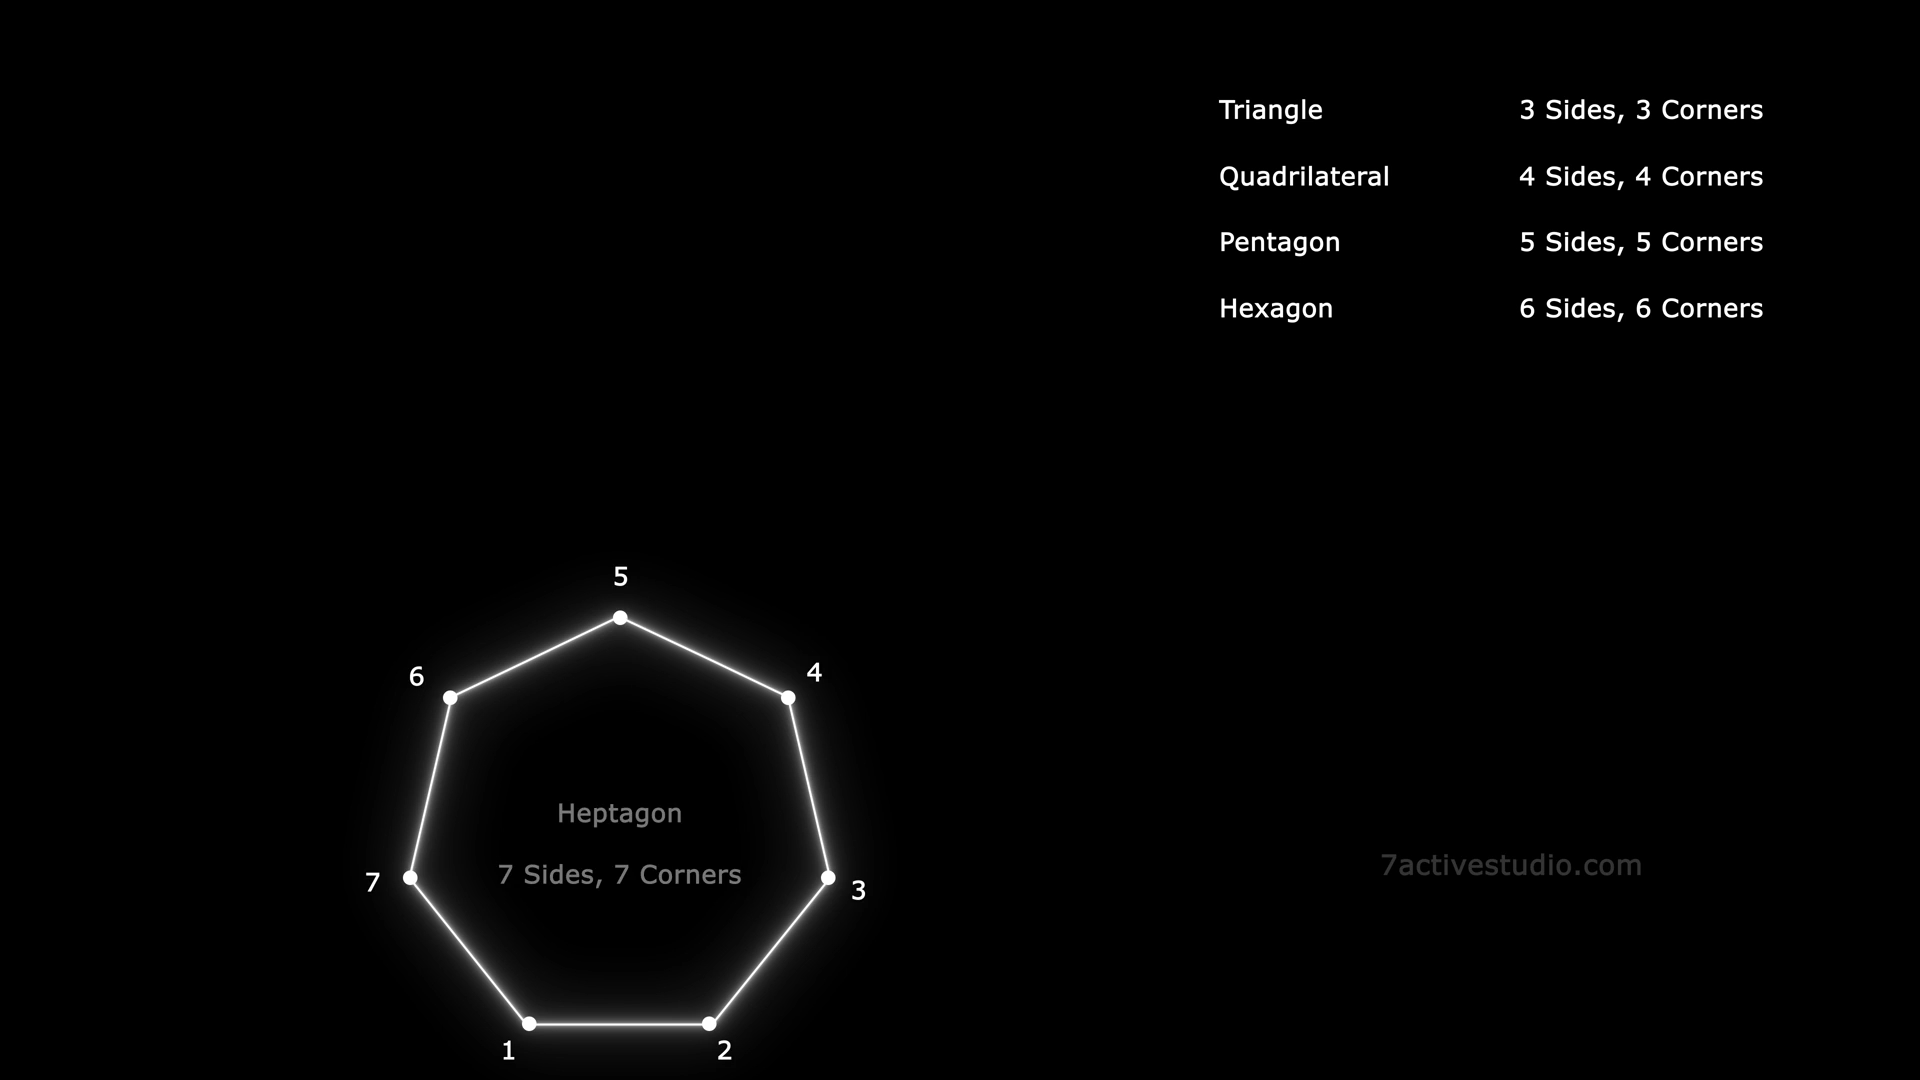 Triangle 3 Sides, 3 Corners
Quadrilateral 4 Sides, 4 Corners
Pentagon 5 Sides, 5 Corners
Hexagon 6 Sides, 6 Corners
5
6 4
Heptagon
7 Sides, 7 Corners
7 3
1 2
7activestudio.com